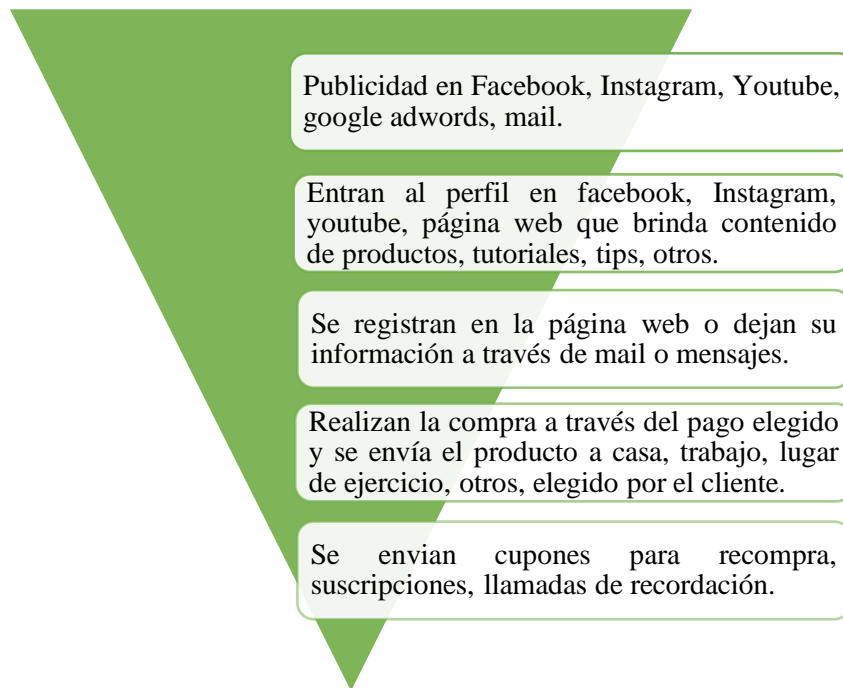 Publicidad en Facebook, Instagram, Youtube,
google adwords, mail.
Entran al perfil en facebook, Instagram,
youtube, página web que brinda contenido
de productos, tutoriales, tips, otros.
Se registran en la página web o dejan su
información a través de mail o mensajes.
Realizan la compra a través del pago elegido
y se envía el producto a casa, trabajo, lugar
de ejercicio, otros, elegido por el cliente.
Se envian cupones para recompra,
suscripciones, llamadas de recordación.